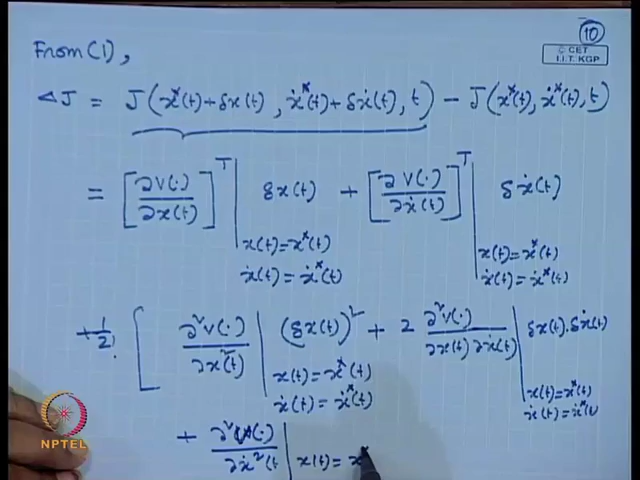 10
© CET
I.I.T. KGP
From (1),
ΔJ = J(x*(t)+δx(t), ẋ*(t)+δẋ(t), t) − J(x*(t), ẋ*(t), t)
= [∂V(·)/∂x(t)]ᵀ | δx(t) + [∂V(·)/∂ẋ(t)]ᵀ | δẋ(t)
x(t)=x*(t) x(t)=x*(t)
ẋ(t)=ẋ*(t) ẋ(t)=ẋ*(t)
+ 1/2 [ ∂²V(·)/∂x²(t) | (δx(t))² + 2 ∂²V(·)/∂x(t)∂ẋ(t) | δx(t).δẋ(t)
x(t)=x*(t) x(t)=x*(t)
ẋ(t)=ẋ*(t) ẋ(t)=ẋ*(t)
+ ∂²V(·)/∂ẋ²(t | x(t)=x*
NPTEL